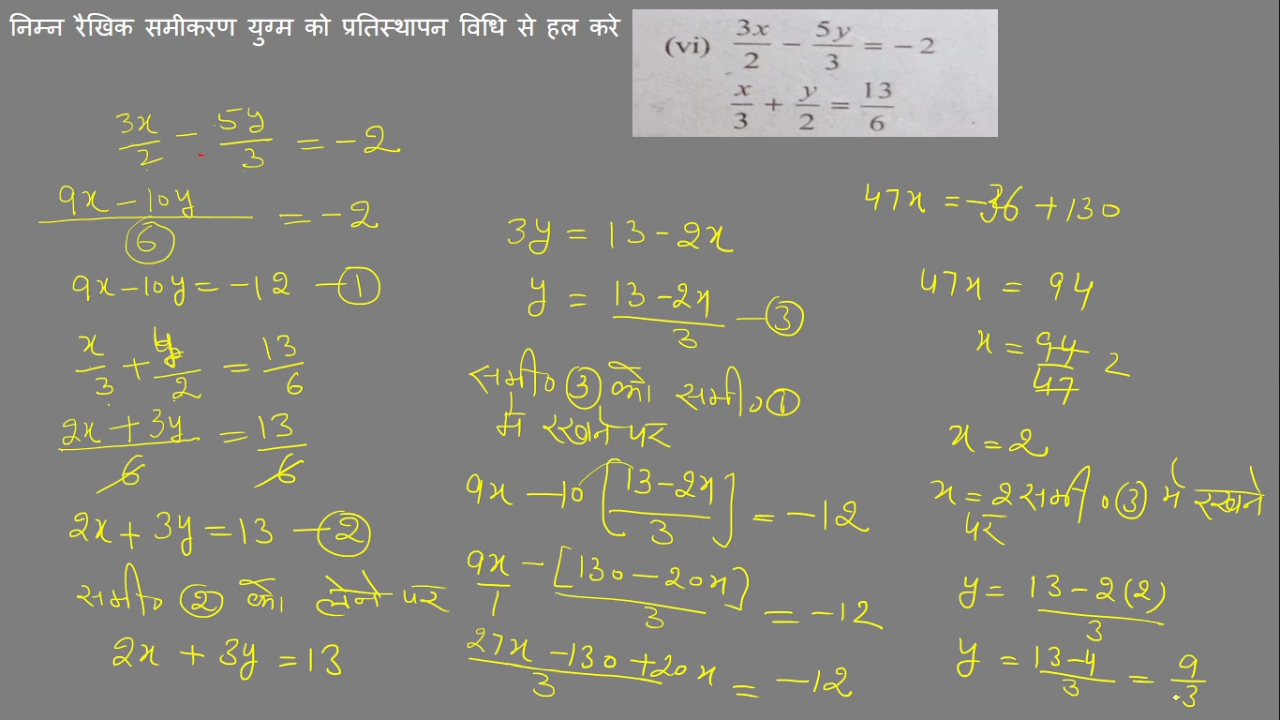 निम्न रैखिक समीकरण युग्म को प्रतिस्थापन विधि से हल करे
(vi) 3x/2 − 5y/3 = −2
x/3 + y/2 = 13/6
3x/2 − 5y/3 = −2
9x − 10y/6 = −2
9x − 10y = −12 —①
x/3 + y/2 = 13/6
2x + 3y/6 = 13/6
2x + 3y = 13 —②
समी० ② को लेने पर
2x + 3y = 13
3y = 13 − 2x
y = 13 − 2x/3 —③
समी० ③ को समी० ①
में रखने पर
9x − 10 [13 − 2x/3] = −12
9x/1 − [130 − 20x]/3 = −12
27x − 130 + 20x/3 = −12
47x = −36 + 130
47x = 94
x = 94/47 2
x = 2
x = 2 समी० ③ में रखने
पर
y = 13 − 2(2)/3
y = 13 − 4/3 = 9/3